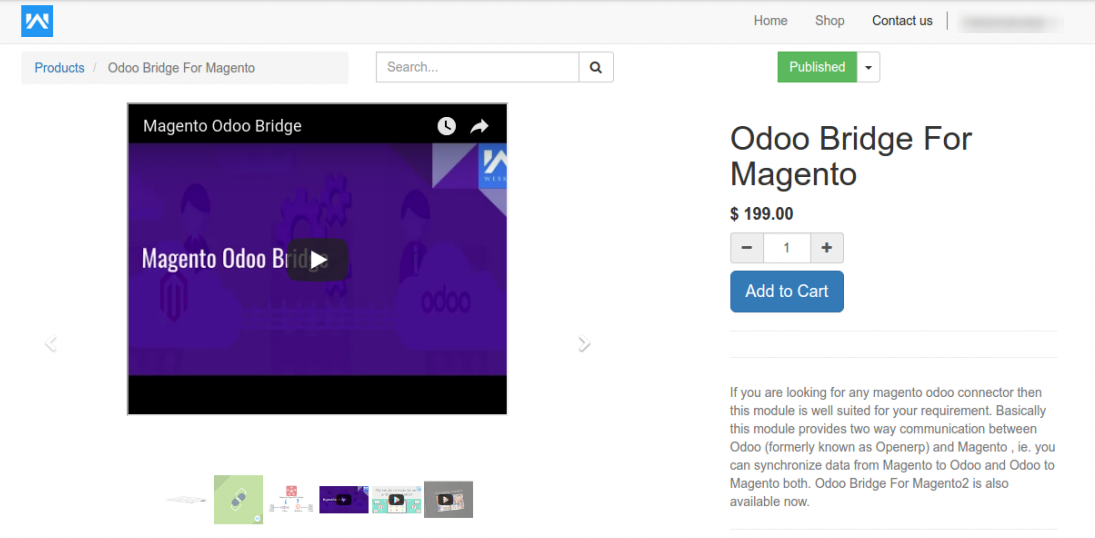 Home Shop Contact us
Products / Odoo Bridge For Magento
Search...
Published
Magento Odoo Bridge
Magento Odoo Bridge
odoo
Odoo Bridge For
Magento
$ 199.00
− 1 +
Add to Cart
If you are looking for any magento odoo connector then
this module is well suited for your requirement. Basically
this module provides two way communication between
Odoo (formerly known as Openerp) and Magento , ie. you
can synchronize data from Magento to Odoo and Odoo to
Magento both. Odoo Bridge For Magento2 is also
available now.